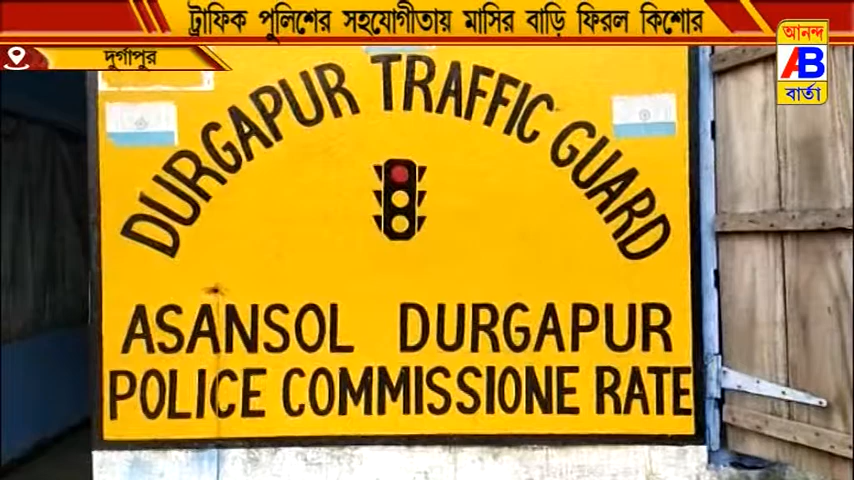 ট্রাফিক পুলিশের সহযোগীতায় মাসির বাড়ি ফিরল কিশোর
দুর্গাপুর
আনন্দ
AB
বার্তা
DURGAPUR TRAFFIC GUARD
ASANSOL DURGAPUR
POLICE COMMISSIONE RATE